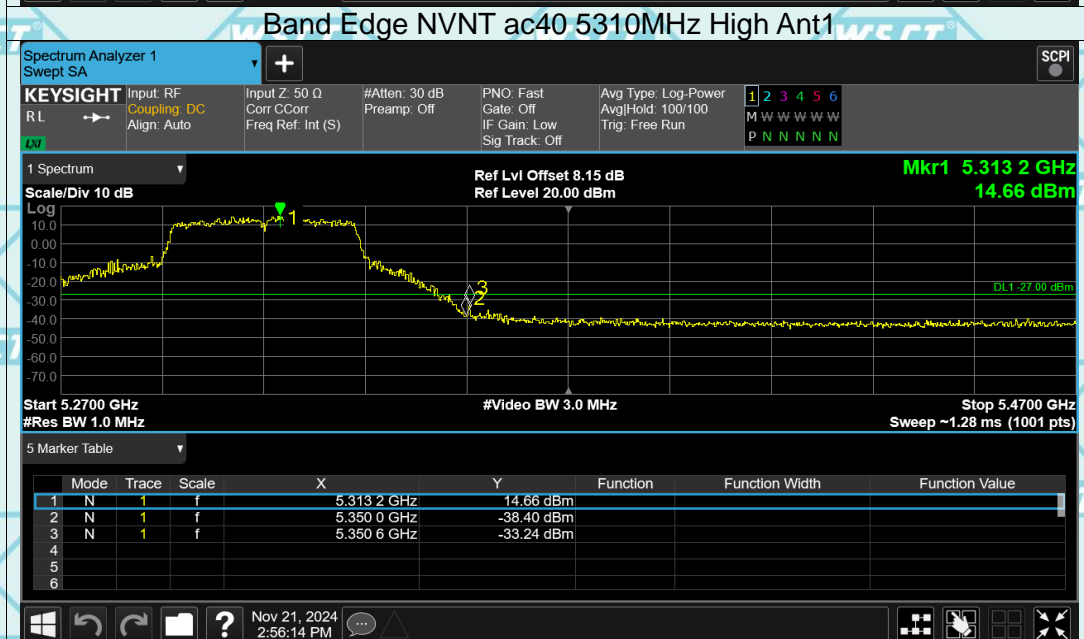 Band Edge NVNT ac40 5310MHz High Ant1
Spectrum Analyzer 1
Swept SA
+
SCPI
KEYSIGHT Input: RF Input Z: 50 Ω #Atten: 30 dB PNO: Fast Avg Type: Log-Power 1 2 3 4 5 6
RL Coupling: DC Corr CCorr Preamp: Off Gate: Off Avg|Hold: 100/100 M W W W W W
Align: Auto Freq Ref: Int (S) IF Gain: Low Trig: Free Run
LXI Sig Track: Off P N N N N N
1 Spectrum
Ref Lvl Offset 8.15 dB Mkr1 5.313 2 GHz
Scale/Div 10 dB Ref Level 20.00 dBm 14.66 dBm
Log
1
10.0
0.00
-10.0
-20.0
3
DL1 -27.00 dBm
2
-30.0
-40.0
-50.0
-60.0
-70.0
Start 5.2700 GHz #Video BW 3.0 MHz Stop 5.4700 GHz
#Res BW 1.0 MHz Sweep ~1.28 ms (1001 pts)
5 Marker Table
Mode Trace Scale X Y Function Function Width Function Value
1 N 1 f 5.313 2 GHz 14.66 dBm
2 N 1 f 5.350 0 GHz -38.40 dBm
3 N 1 f 5.350 6 GHz -33.24 dBm
4
5
6
? Nov 21, 2024
2:56:14 PM